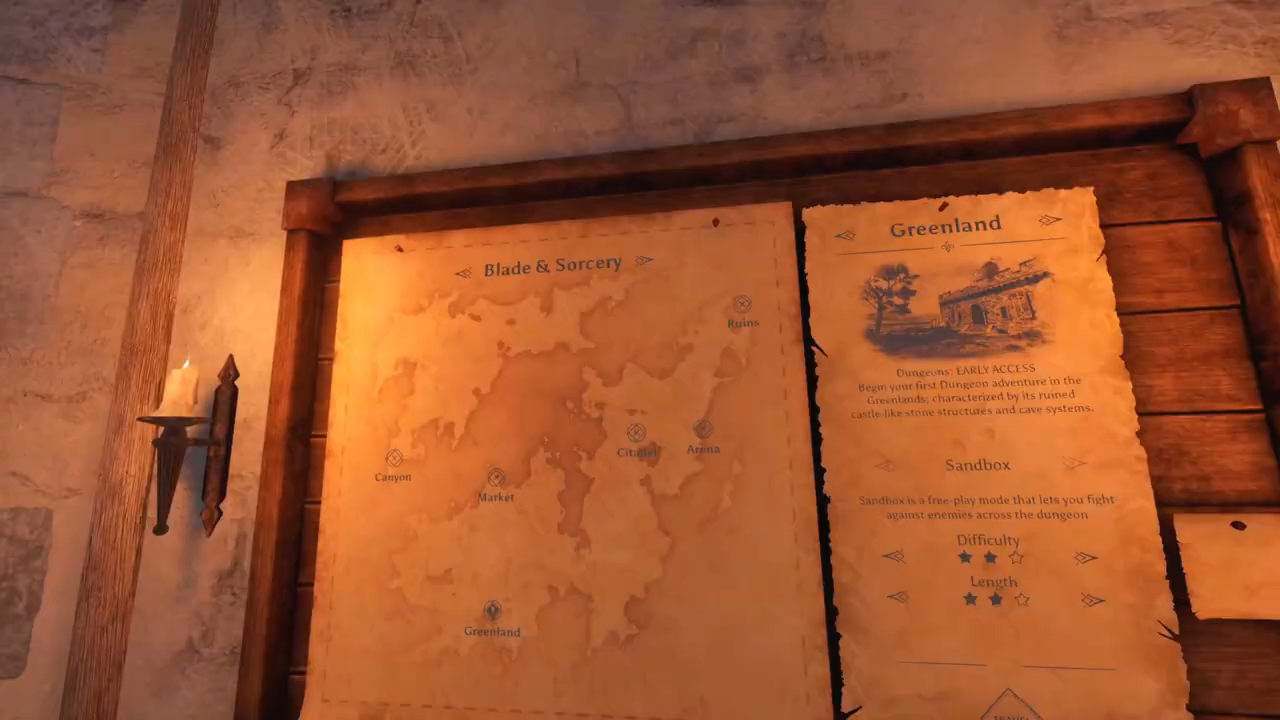 Blade & Sorcery
Ruins
Citadel
Arena
Canyon
Market
Greenland
Greenland
Dungeons: EARLY ACCESS
Begin your first Dungeon adventure in the
Greenlands; characterized by its ruined
castle-like stone structures and cave systems.
Sandbox
Sandbox is a free-play mode that lets you fight
against enemies across the dungeon
Difficulty
Length
TRAVEL